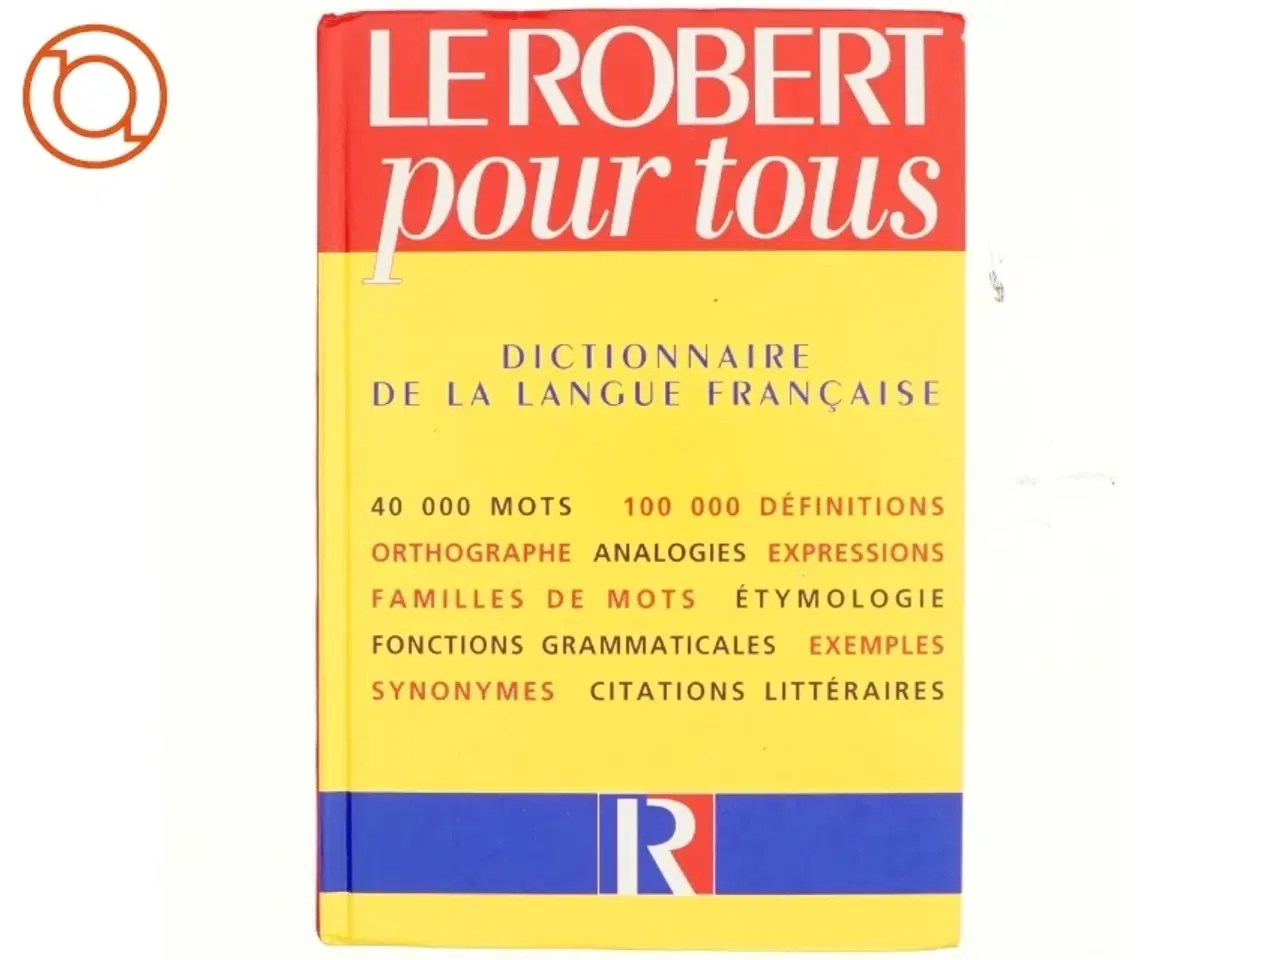 LE ROBERT
pour tous
DICTIONNAIRE
DE LA LANGUE FRANÇAISE
40 000 MOTS 100 000 DÉFINITIONS
ORTHOGRAPHE ANALOGIES EXPRESSIONS
FAMILLES DE MOTS ÉTYMOLOGIE
FONCTIONS GRAMMATICALES EXEMPLES
SYNONYMES CITATIONS LITTÉRAIRES
R